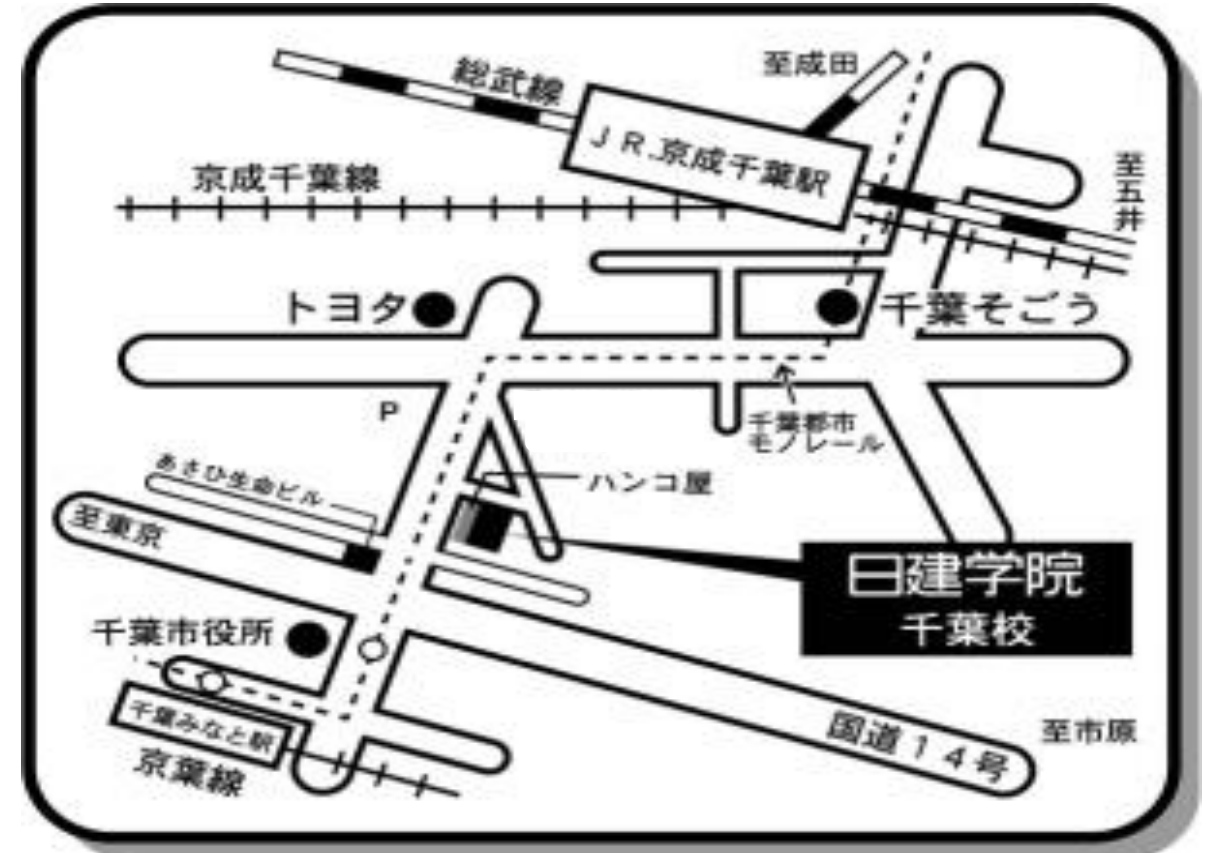 総武線
至成田
JR.京成千葉駅
京成千葉線
至五井
トヨタ
千葉そごう
P
千葉都市
モノレール
あさひ生命ビル
ハンコ屋
至東京
日建学院
千葉校
千葉市役所
千葉みなと駅
京葉線
国道14号
至市原